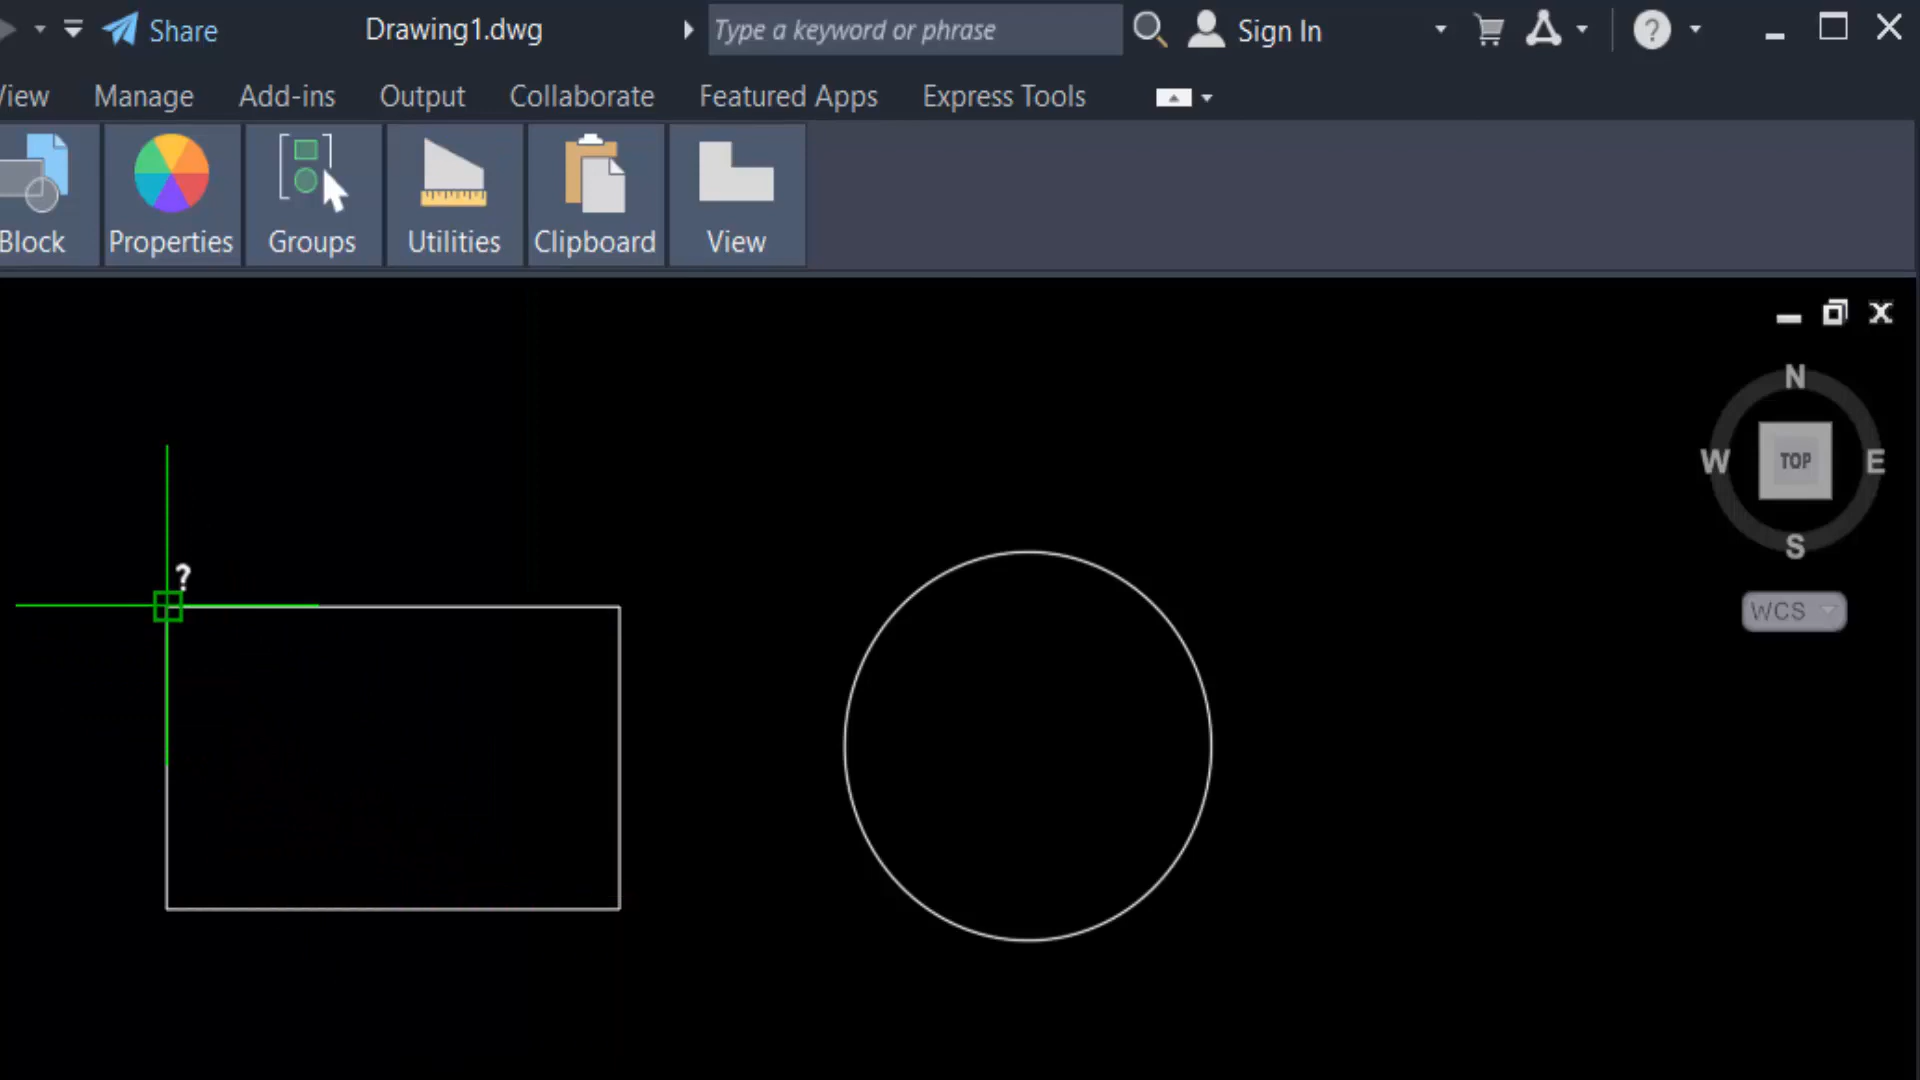 Share Drawing1.dwg Type a keyword or phrase Sign In ?
View Manage Add-ins Output Collaborate Featured Apps Express Tools
Block Properties Groups Utilities Clipboard View
N
W TOP E
S
?
WCS